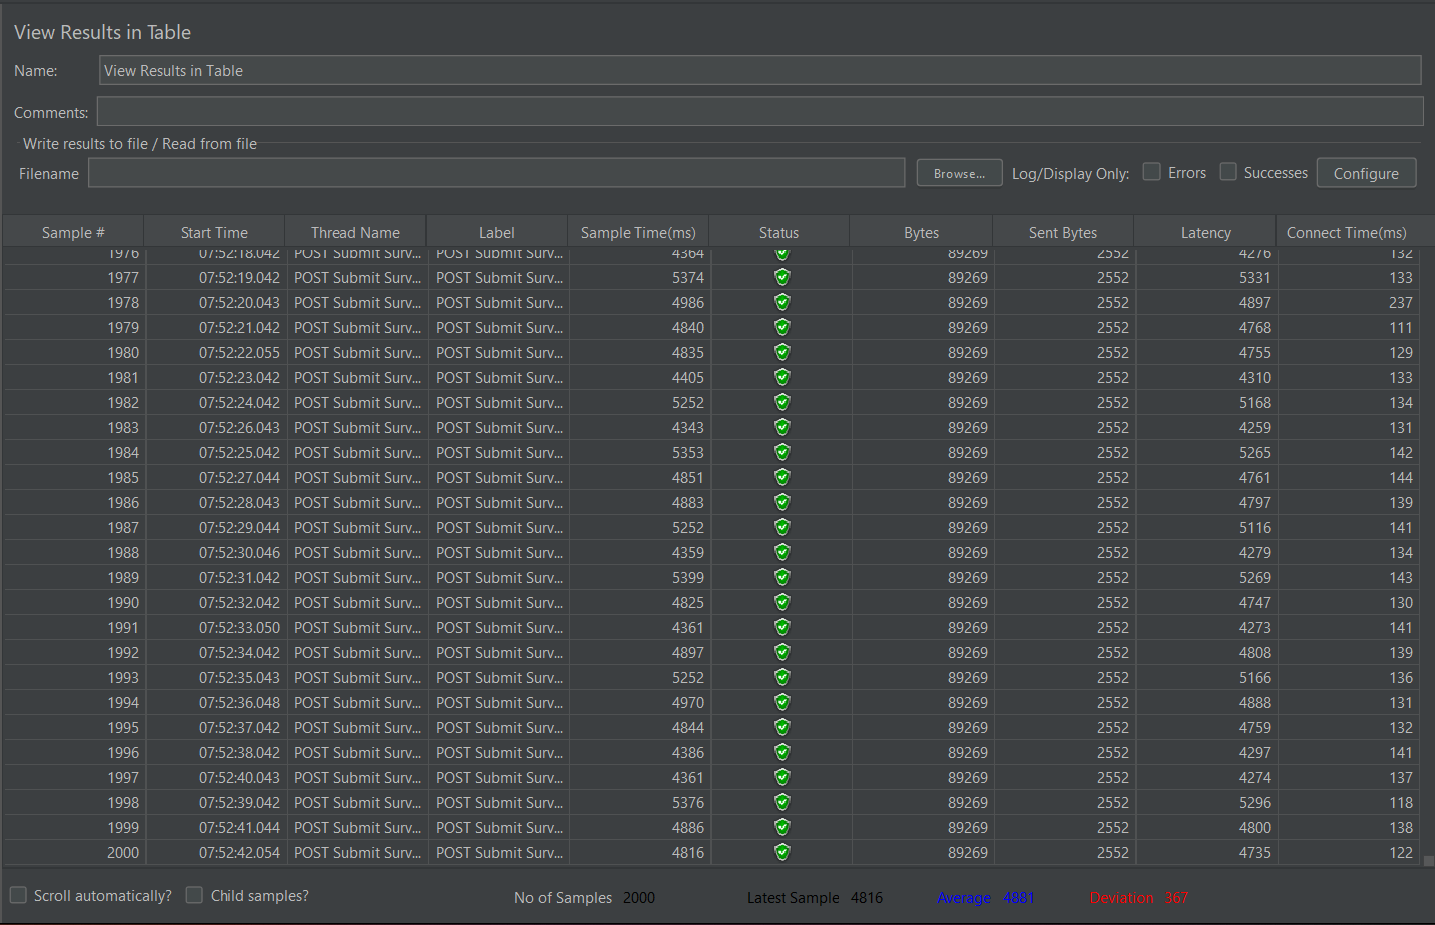 View Results in Table
Name: View Results in Table
Comments:
Write results to file / Read from file
Filename Browse... Log/Display Only: Errors Successes Configure
Sample # Start Time Thread Name Label Sample Time(ms) Status Bytes Sent Bytes Latency Connect Time(ms)
1976 07:52:18.042 POST Submit Surv... POST Submit Surv... 4364 89269 2552 4276 132
1977 07:52:19.042 POST Submit Surv... POST Submit Surv... 5374 89269 2552 5331 133
1978 07:52:20.043 POST Submit Surv... POST Submit Surv... 4986 89269 2552 4897 237
1979 07:52:21.042 POST Submit Surv... POST Submit Surv... 4840 89269 2552 4768 111
1980 07:52:22.055 POST Submit Surv... POST Submit Surv... 4835 89269 2552 4755 129
1981 07:52:23.042 POST Submit Surv... POST Submit Surv... 4405 89269 2552 4310 133
1982 07:52:24.042 POST Submit Surv... POST Submit Surv... 5252 89269 2552 5168 134
1983 07:52:26.043 POST Submit Surv... POST Submit Surv... 4343 89269 2552 4259 131
1984 07:52:25.042 POST Submit Surv... POST Submit Surv... 5353 89269 2552 5265 142
1985 07:52:27.044 POST Submit Surv... POST Submit Surv... 4851 89269 2552 4761 144
1986 07:52:28.043 POST Submit Surv... POST Submit Surv... 4883 89269 2552 4797 139
1987 07:52:29.044 POST Submit Surv... POST Submit Surv... 5252 89269 2552 5116 141
1988 07:52:30.046 POST Submit Surv... POST Submit Surv... 4359 89269 2552 4279 134
1989 07:52:31.042 POST Submit Surv... POST Submit Surv... 5399 89269 2552 5269 143
1990 07:52:32.042 POST Submit Surv... POST Submit Surv... 4825 89269 2552 4747 130
1991 07:52:33.050 POST Submit Surv... POST Submit Surv... 4361 89269 2552 4273 141
1992 07:52:34.042 POST Submit Surv... POST Submit Surv... 4897 89269 2552 4808 139
1993 07:52:35.043 POST Submit Surv... POST Submit Surv... 5252 89269 2552 5166 136
1994 07:52:36.048 POST Submit Surv... POST Submit Surv... 4970 89269 2552 4888 131
1995 07:52:37.042 POST Submit Surv... POST Submit Surv... 4844 89269 2552 4759 132
1996 07:52:38.042 POST Submit Surv... POST Submit Surv... 4386 89269 2552 4297 141
1997 07:52:40.043 POST Submit Surv... POST Submit Surv... 4361 89269 2552 4274 137
1998 07:52:39.042 POST Submit Surv... POST Submit Surv... 5376 89269 2552 5296 118
1999 07:52:41.044 POST Submit Surv... POST Submit Surv... 4886 89269 2552 4800 138
2000 07:52:42.054 POST Submit Surv... POST Submit Surv... 4816 89269 2552 4735 122
Scroll automatically? Child samples? No of Samples 2000 Latest Sample 4816 Average 4881 Deviation 367